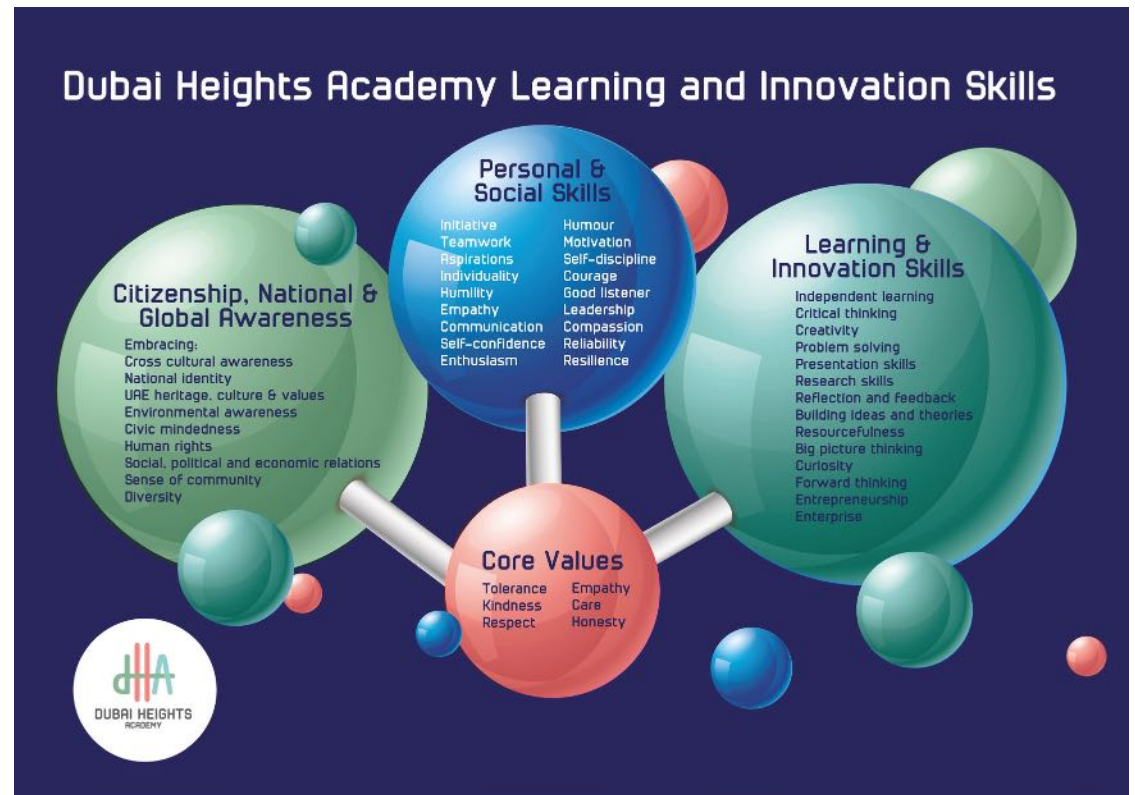 Dubai Heights Academy Learning and Innovation Skills
Personal &
Social Skills
Initiative
Teamwork
Aspirations
Individuality
Humility
Empathy
Communication
Self-confidence
Enthusiasm
Humour
Motivation
Self-discipline
Courage
Good listener
Leadership
Compassion
Reliability
Resilience
Citizenship, National &
Global Awareness
Embracing:
Cross cultural awareness
National identity
UAE heritage, culture & values
Environmental awareness
Civic mindedness
Human rights
Social, political and economic relations
Sense of community
Diversity
Learning &
Innovation Skills
Independent learning
Critical thinking
Creativity
Problem solving
Presentation skills
Research skills
Reflection and feedback
Building ideas and theories
Resourcefulness
Big picture thinking
Curiosity
Forward thinking
Entrepreneurship
Enterprise
Core Values
Tolerance
Kindness
Respect
Empathy
Care
Honesty
dHA
DUBAI HEIGHTS
ACADEMY